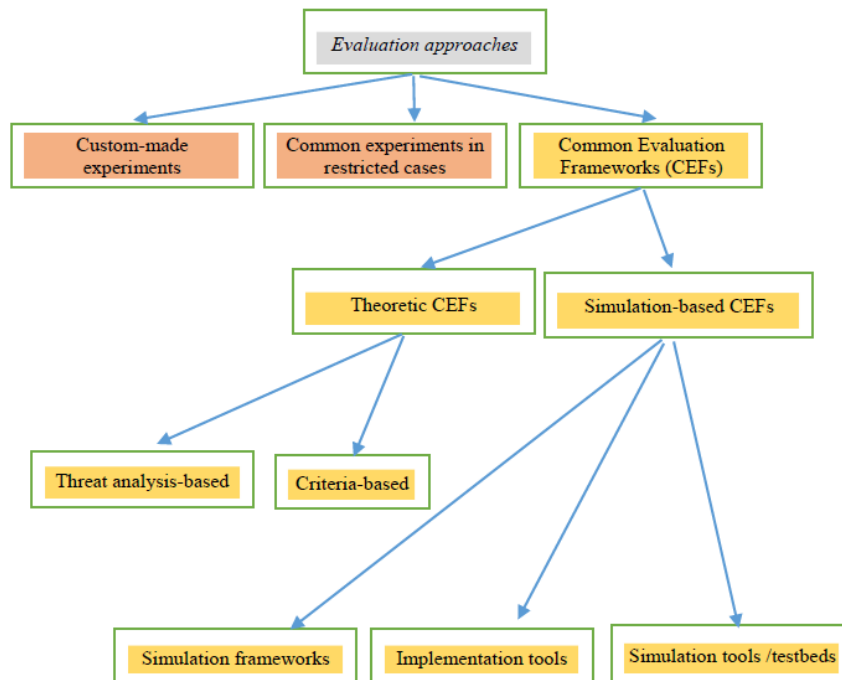 Evaluation approaches
Custom-made
experiments
Common experiments in
restricted cases
Common Evaluation
Frameworks (CEFs)
Theoretic CEFs
Simulation-based CEFs
Threat analysis-based
Criteria-based
Simulation frameworks
Implementation tools
Simulation tools /testbeds